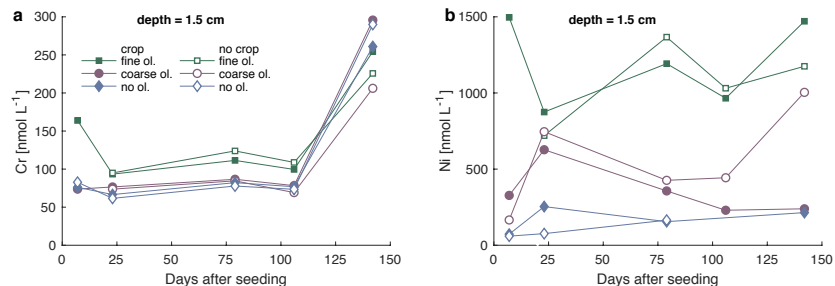 a
depth = 1.5 cm
300
250
200
150
100
50
0
Cr [nmol L⁻¹]
crop no crop
fine ol. fine ol.
coarse ol. coarse ol.
no ol. no ol.
0 25 50 75 100 125 150
Days after seeding
b
depth = 1.5 cm
1500
1000
500
0
Ni [nmol L⁻¹]
0 25 50 75 100 125 150
Days after seeding